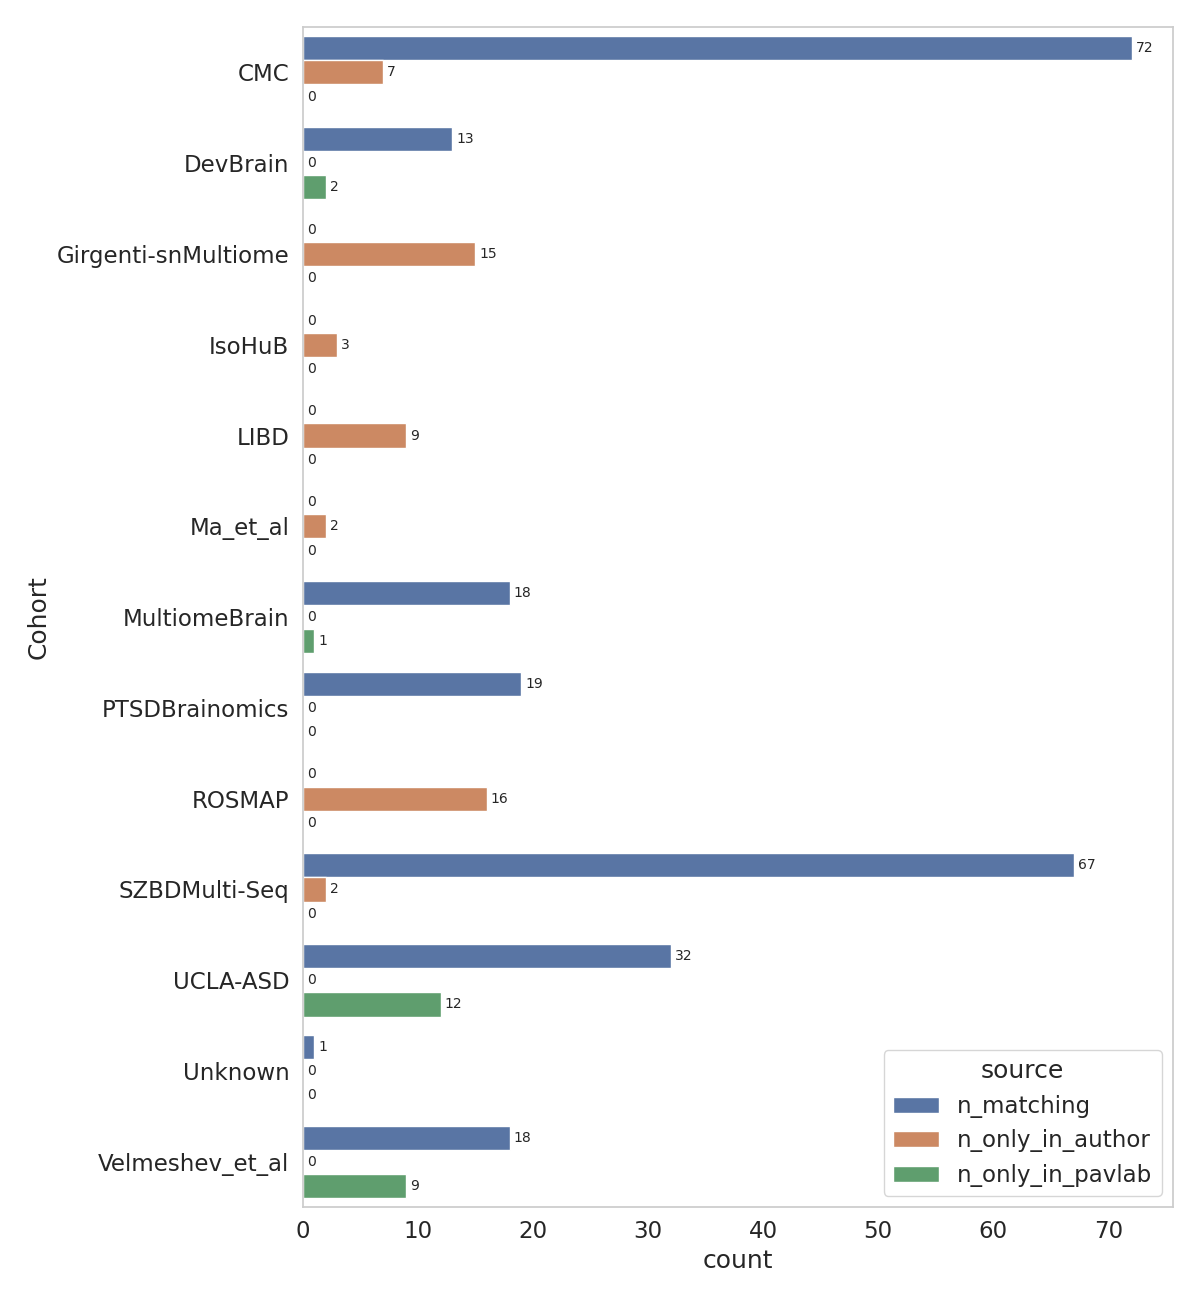 CMC
72
7
0
DevBrain
13
0
2
Girgenti-snMultiome
0
15
0
IsoHuB
0
3
0
LIBD
0
9
0
Ma_et_al
0
2
0
MultiomeBrain
18
0
1
PTSDBrainomics
19
0
0
ROSMAP
0
16
0
SZBDMulti-Seq
67
2
0
UCLA-ASD
32
0
12
Unknown
1
0
0
Velmeshev_et_al
18
0
9
Cohort
source
n_matching
n_only_in_author
n_only_in_pavlab
0 10 20 30 40 50 60 70
count